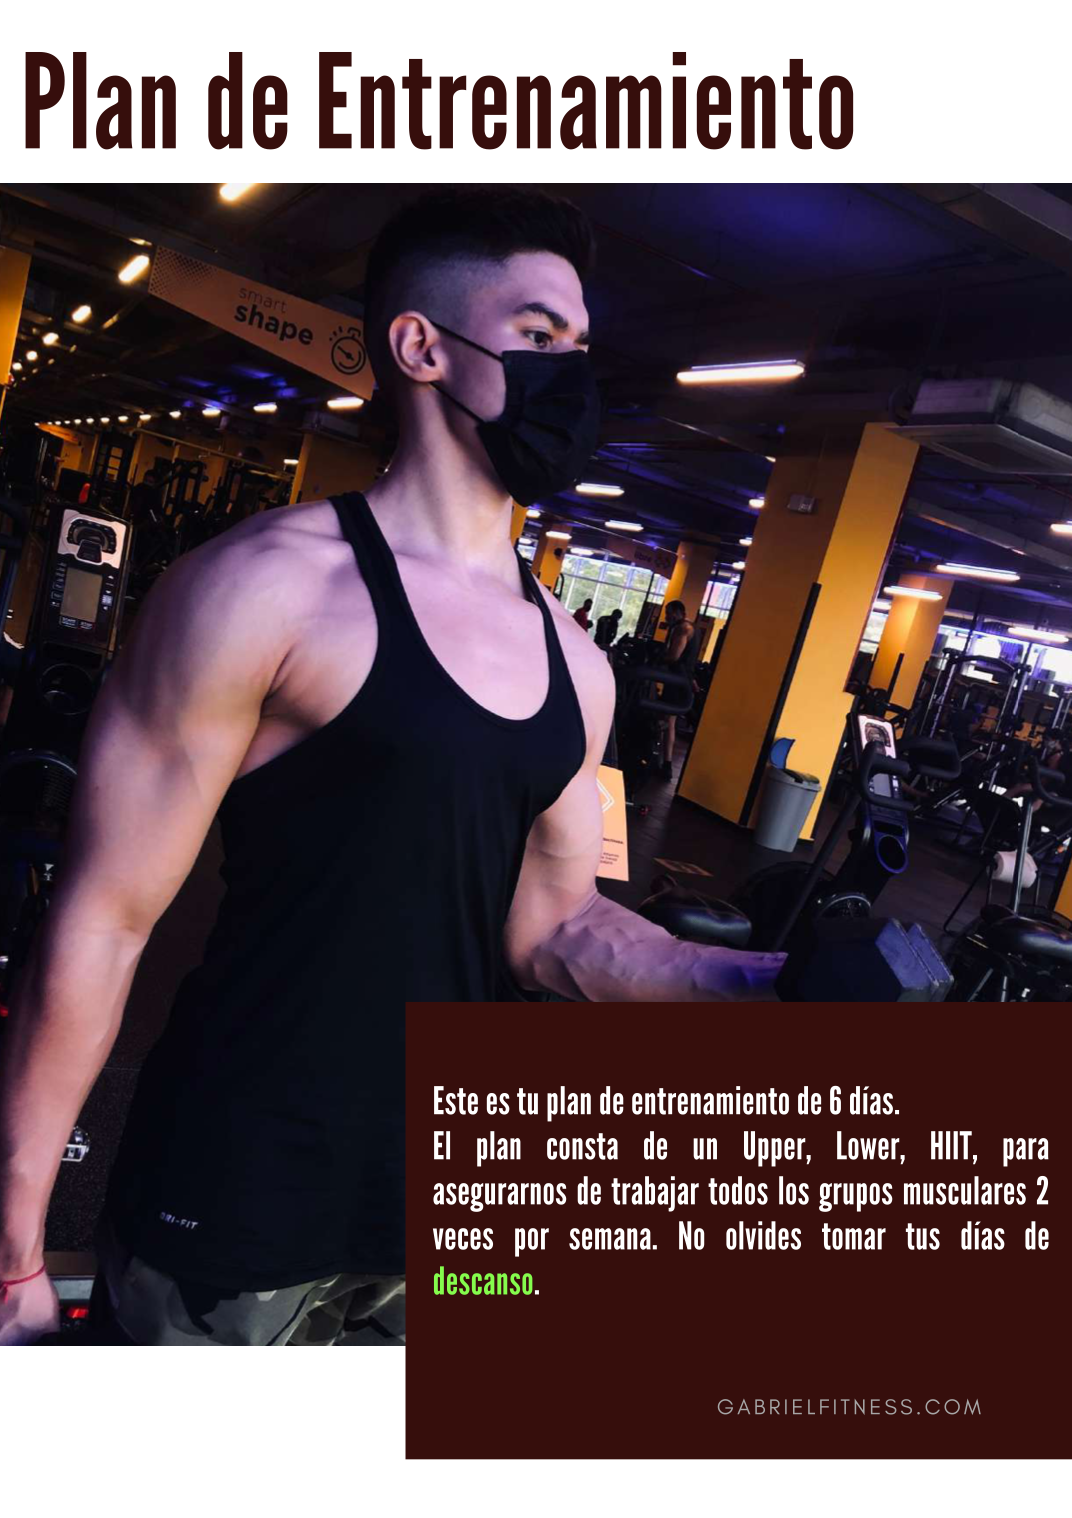 Plan de Entrenamiento
smart
shape
DRI-FIT
Este es tu plan de entrenamiento de 6 días.
El plan consta de un Upper, Lower, HIIT, para
asegurarnos de trabajar todos los grupos musculares 2
veces por semana. No olvides tomar tus días de
descanso.
GABRIELFITNESS.COM